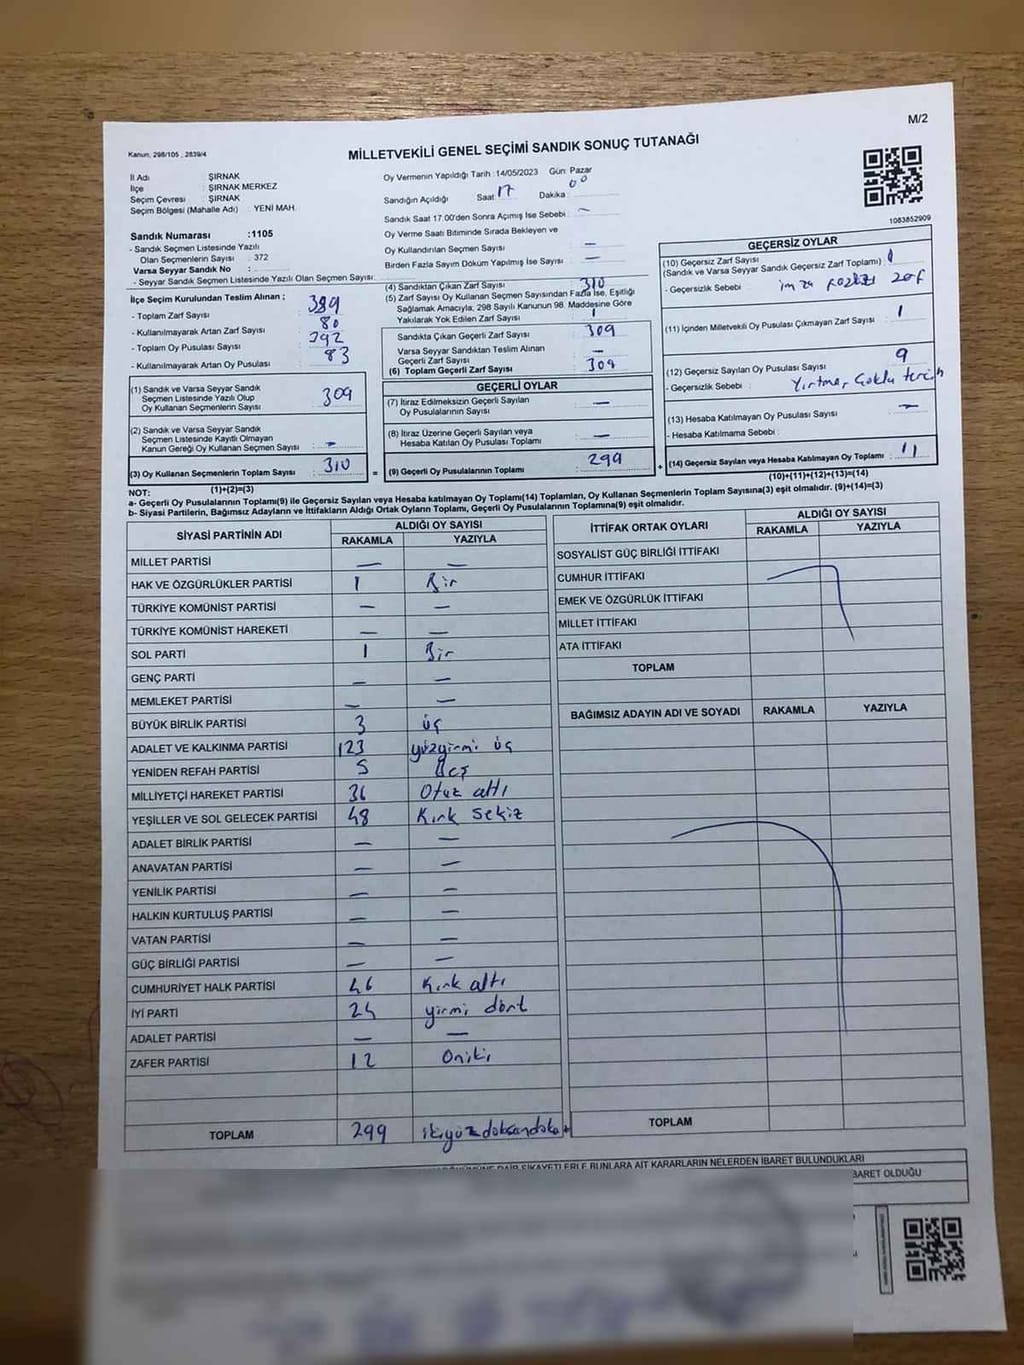 M/2
Kanun, 298/105 , 2839/4
MİLLETVEKİLİ GENEL SEÇİMİ SANDIK SONUÇ TUTANAĞI
İl Adı : ŞIRNAK
İlçe : ŞIRNAK MERKEZ
Seçim Çevresi : ŞIRNAK
Seçim Bölgesi (Mahalle Adı) : YENİ MAH.
Oy Vermenin Yapıldığı Tarih : 14/05/2023 Gün: Pazar
Sandığın Açıldığı Saat 17 Dakika 00
Sandık Saat 17:00'den Sonra Açımış İse Sebebi : –
Oy Verme Saati Bitiminde Sırada Bekleyen ve
Oy Kullandırılan Seçmen Sayısı : –
Birden Fazla Sayım Döküm Yapılmış İse Sayısı : –
1083852909
Sandık Numarası :1105
- Sandık Seçmen Listesinde Yazılı
Olan Seçmenlerin Sayısı : 372
Varsa Seyyar Sandık No :
- Seyyar Sandık Seçmen Listesinde Yazılı Olan Seçmen Sayısı:
İlçe Seçim Kurulundan Teslim Alınan ;
- Toplam Zarf Sayısı : 389
- Kullanılmayarak Artan Zarf Sayısı : 80
- Toplam Oy Pusulası Sayısı : 392
- Kullanılmayarak Artan Oy Pusulası : 83
(4) Sandıktan Çıkan Zarf Sayısı : 310
(5) Zarf Sayısı Oy Kullanan Seçmen Sayısından Fazla İse, Eşitliği
Sağlamak Amacıyla; 298 Sayılı Kanunun 98. Maddesine Göre
Yakılarak Yok Edilen Zarf Sayısı : 1
Sandıkta Çıkan Geçerli Zarf Sayısı : 309
Varsa Seyyar Sandıktan Teslim Alınan
Geçerli Zarf Sayısı : –
(6) Toplam Geçerli Zarf Sayısı : 309
GEÇERSİZ OYLAR
(10) Geçersiz Zarf Sayısı : 1
(Sandık ve Varsa Seyyar Sandık Geçersiz Zarf Toplamı)
- Geçersizlik Sebebi : imza zarf
(11) İçinden Milletvekili Oy Pusulası Çıkmayan Zarf Sayısı : 1
(12) Geçersiz Sayılan Oy Pusulası Sayısı : 9
- Geçersizlik Sebebi : Yırtma, Çoklu tercih
(13) Hesaba Katılmayan Oy Pusulası Sayısı : –
- Hesaba Katılmama Sebebi :
(14) Geçersiz Sayılan veya Hesaba Katılmayan Oy Toplamı : 11
(10)+(11)+(12)+(13)=(14)
(1) Sandık ve Varsa Seyyar Sandık
Seçmen Listesinde Yazılı Olup
Oy Kullanan Seçmenlerin Sayısı : 309
(2) Sandık ve Varsa Seyyar Sandık
Seçmen Listesinde Kayıtlı Olmayan
Kanun Gereği Oy Kullanan Seçmen Sayısı : –
(3) Oy Kullanan Seçmenlerin Toplam Sayısı : 310 =
(1)+(2)=(3)
GEÇERLİ OYLAR
(7) İtiraz Edilmeksizin Geçerli Sayılan
Oy Pusulalarının Sayısı : –
(8) İtiraz Üzerine Geçerli Sayılan veya
Hesaba Katılan Oy Pusulası Toplamı : –
(9) Geçerli Oy Pusulalarının Toplamı : 299 +
NOT:
a- Geçerli Oy Pusulalarının Toplamı(9) ile Geçersiz Sayılan veya Hesaba katılmayan Oy Toplamı(14) Toplamları, Oy Kullanan Seçmenlerin Toplam Sayısına(3) eşit olmalıdır. (9)+(14)=(3)
b- Siyasi Partilerin, Bağımsız Adayların ve İttifakların Aldığı Ortak Oyların Toplamı, Geçerli Oy Pusulalarının Toplamına(9) eşit olmalıdır.
SİYASİ PARTİNİN ADI ALDIĞI OY SAYISI
RAKAMLA YAZIYLA
MİLLET PARTİSİ – –
HAK VE ÖZGÜRLÜKLER PARTİSİ 1 Bir
TÜRKİYE KOMÜNİST PARTİSİ – –
TÜRKİYE KOMÜNİST HAREKETİ – –
SOL PARTİ 1 Bir
GENÇ PARTİ – –
MEMLEKET PARTİSİ – –
BÜYÜK BİRLİK PARTİSİ 3 üç
ADALET VE KALKINMA PARTİSİ 123 yüzyirmi üç
YENİDEN REFAH PARTİSİ 5 Beş
MİLLİYETÇİ HAREKET PARTİSİ 36 Otuz altı
YEŞİLLER VE SOL GELECEK PARTİSİ 48 Kırk sekiz
ADALET BİRLİK PARTİSİ – –
ANAVATAN PARTİSİ – –
YENİLİK PARTİSİ – –
HALKIN KURTULUŞ PARTİSİ – –
VATAN PARTİSİ – –
GÜÇ BİRLİĞİ PARTİSİ – –
CUMHURİYET HALK PARTİSİ 46 Kırk altı
İYİ PARTİ 24 yirmi dört
ADALET PARTİSİ – –
ZAFER PARTİSİ 12 Oniki
TOPLAM 299 ikiyüzdoksandokuz
İTTİFAK ORTAK OYLARI ALDIĞI OY SAYISI
RAKAMLA YAZIYLA
SOSYALİST GÜÇ BİRLİĞİ İTTİFAKI
CUMHUR İTTİFAKI
EMEK VE ÖZGÜRLÜK İTTİFAKI
MİLLET İTTİFAKI
ATA İTTİFAKI
TOPLAM
BAĞIMSIZ ADAYIN ADI VE SOYADI RAKAMLA YAZIYLA
TOPLAM
DAİR ŞİKAYETLERLE BUNLARA AİT KARARLARIN NELERDEN İBARET BULUNDUKLARI
BARET OLDUĞU